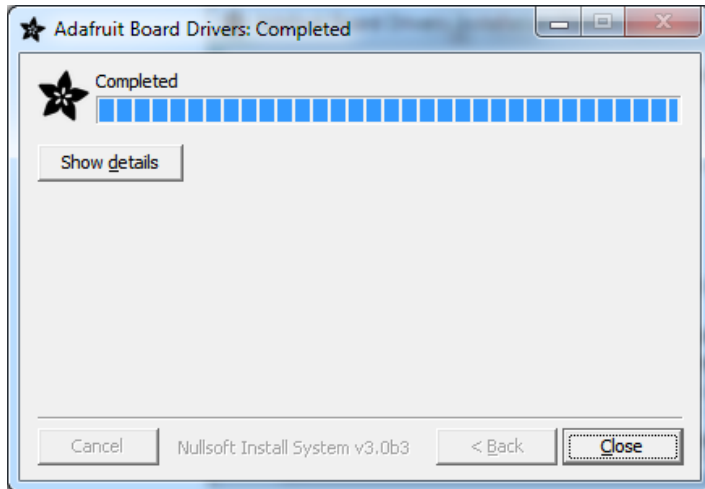 Adafruit Board Drivers: Completed
Completed
Show details
Cancel
Nullsoft Install System v3.0b3
< Back
Close